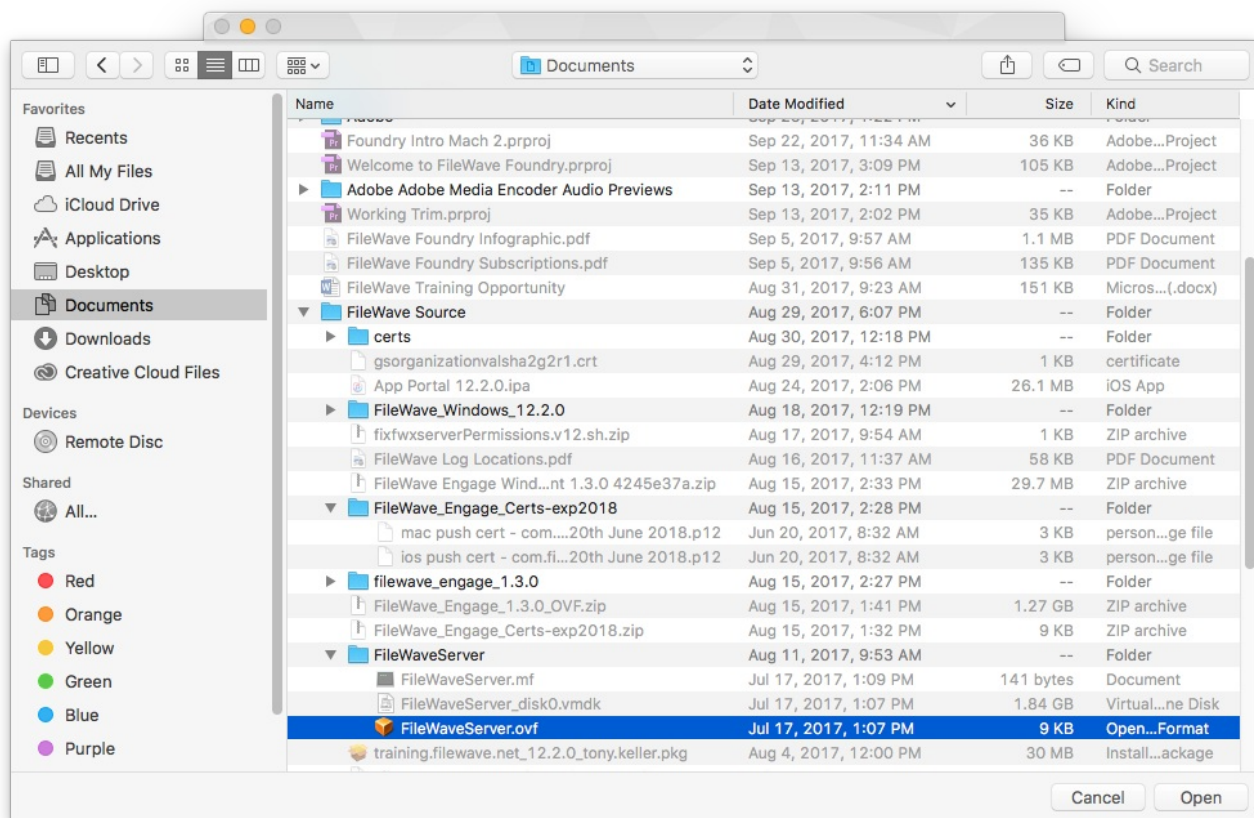 Documents
Search
Favorites
Recents
All My Files
iCloud Drive
Applications
Desktop
Documents
Downloads
Creative Cloud Files
Devices
Remote Disc
Shared
All...
Tags
Red
Orange
Yellow
Green
Blue
Purple
Name Date Modified Size Kind
Foundry Intro Mach 2.prproj Sep 22, 2017, 11:34 AM 36 KB Adobe...Project
Welcome to FileWave Foundry.prproj Sep 13, 2017, 3:09 PM 105 KB Adobe...Project
Adobe Adobe Media Encoder Audio Previews Sep 13, 2017, 2:11 PM -- Folder
Working Trim.prproj Sep 13, 2017, 2:02 PM 35 KB Adobe...Project
FileWave Foundry Infographic.pdf Sep 5, 2017, 9:57 AM 1.1 MB PDF Document
FileWave Foundry Subscriptions.pdf Sep 5, 2017, 9:56 AM 135 KB PDF Document
FileWave Training Opportunity Aug 31, 2017, 9:23 AM 151 KB Micros...(.docx)
FileWave Source Aug 29, 2017, 6:07 PM -- Folder
certs Aug 30, 2017, 12:18 PM -- Folder
gsorganizationvalsha2g2r1.crt Aug 29, 2017, 4:12 PM 1 KB certificate
App Portal 12.2.0.ipa Aug 24, 2017, 2:06 PM 26.1 MB iOS App
FileWave_Windows_12.2.0 Aug 18, 2017, 12:19 PM -- Folder
fixfwxserverPermissions.v12.sh.zip Aug 17, 2017, 9:54 AM 1 KB ZIP archive
FileWave Log Locations.pdf Aug 16, 2017, 11:37 AM 58 KB PDF Document
FileWave Engage Wind...nt 1.3.0 4245e37a.zip Aug 15, 2017, 2:33 PM 29.7 MB ZIP archive
FileWave_Engage_Certs-exp2018 Aug 15, 2017, 2:28 PM -- Folder
mac push cert - com....20th June 2018.p12 Jun 20, 2017, 8:32 AM 3 KB person...ge file
ios push cert - com.fi...20th June 2018.p12 Jun 20, 2017, 8:32 AM 3 KB person...ge file
filewave_engage_1.3.0 Aug 15, 2017, 2:27 PM -- Folder
FileWave_Engage_1.3.0_OVF.zip Aug 15, 2017, 1:41 PM 1.27 GB ZIP archive
FileWave_Engage_Certs-exp2018.zip Aug 15, 2017, 1:32 PM 9 KB ZIP archive
FileWaveServer Aug 11, 2017, 9:53 AM -- Folder
FileWaveServer.mf Jul 17, 2017, 1:09 PM 141 bytes Document
FileWaveServer_disk0.vmdk Jul 17, 2017, 1:07 PM 1.84 GB Virtual...ne Disk
FileWaveServer.ovf Jul 17, 2017, 1:07 PM 9 KB Open...Format
training.filewave.net_12.2.0_tony.keller.pkg Aug 4, 2017, 12:00 PM 30 MB Install...ackage
Cancel Open